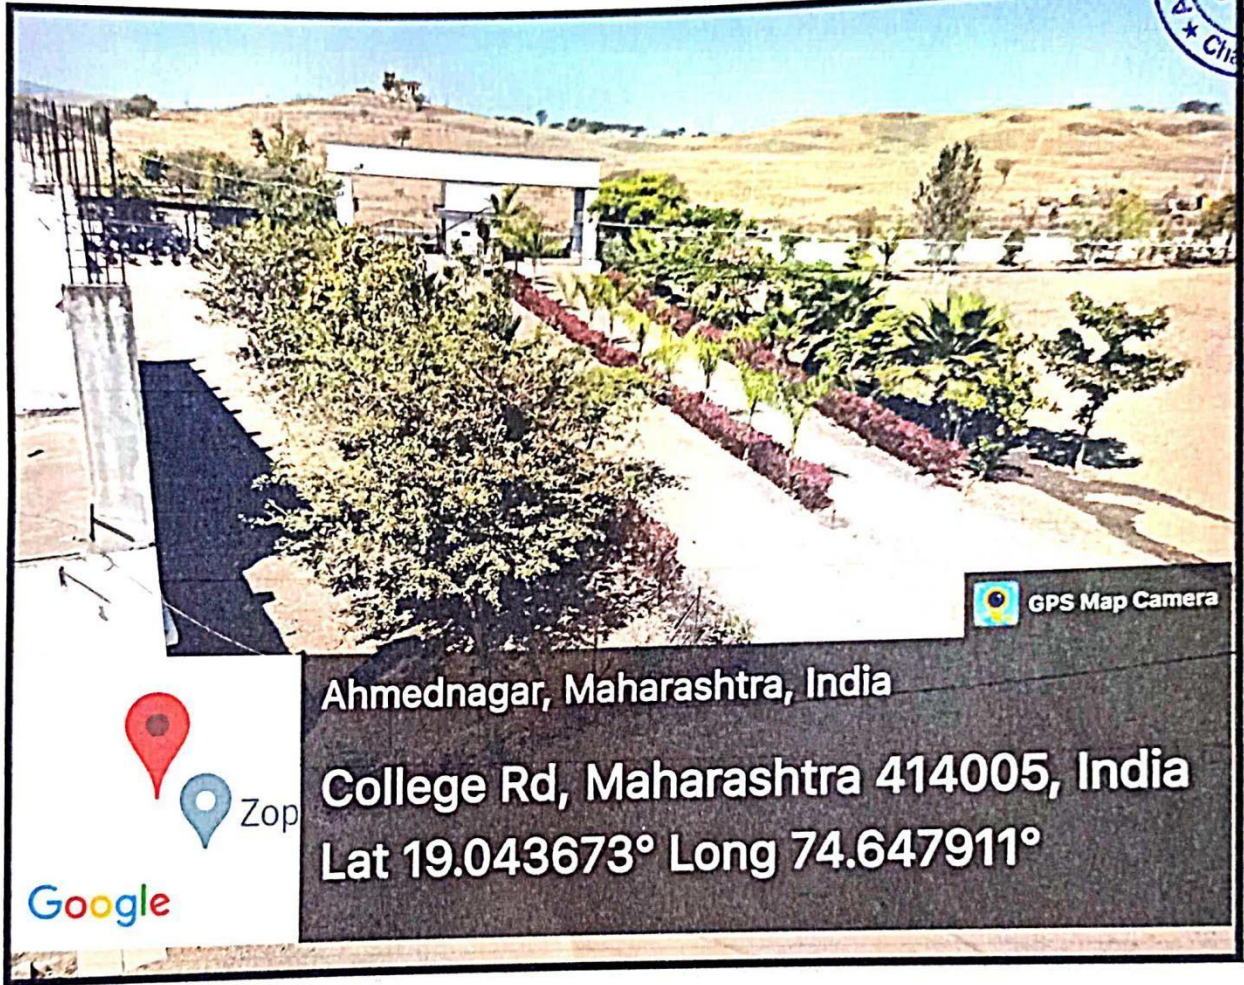 GPS Map Camera
Ahmednagar, Maharashtra, India
College Rd, Maharashtra 414005, India
Lat 19.043673° Long 74.647911°
Zop
Google